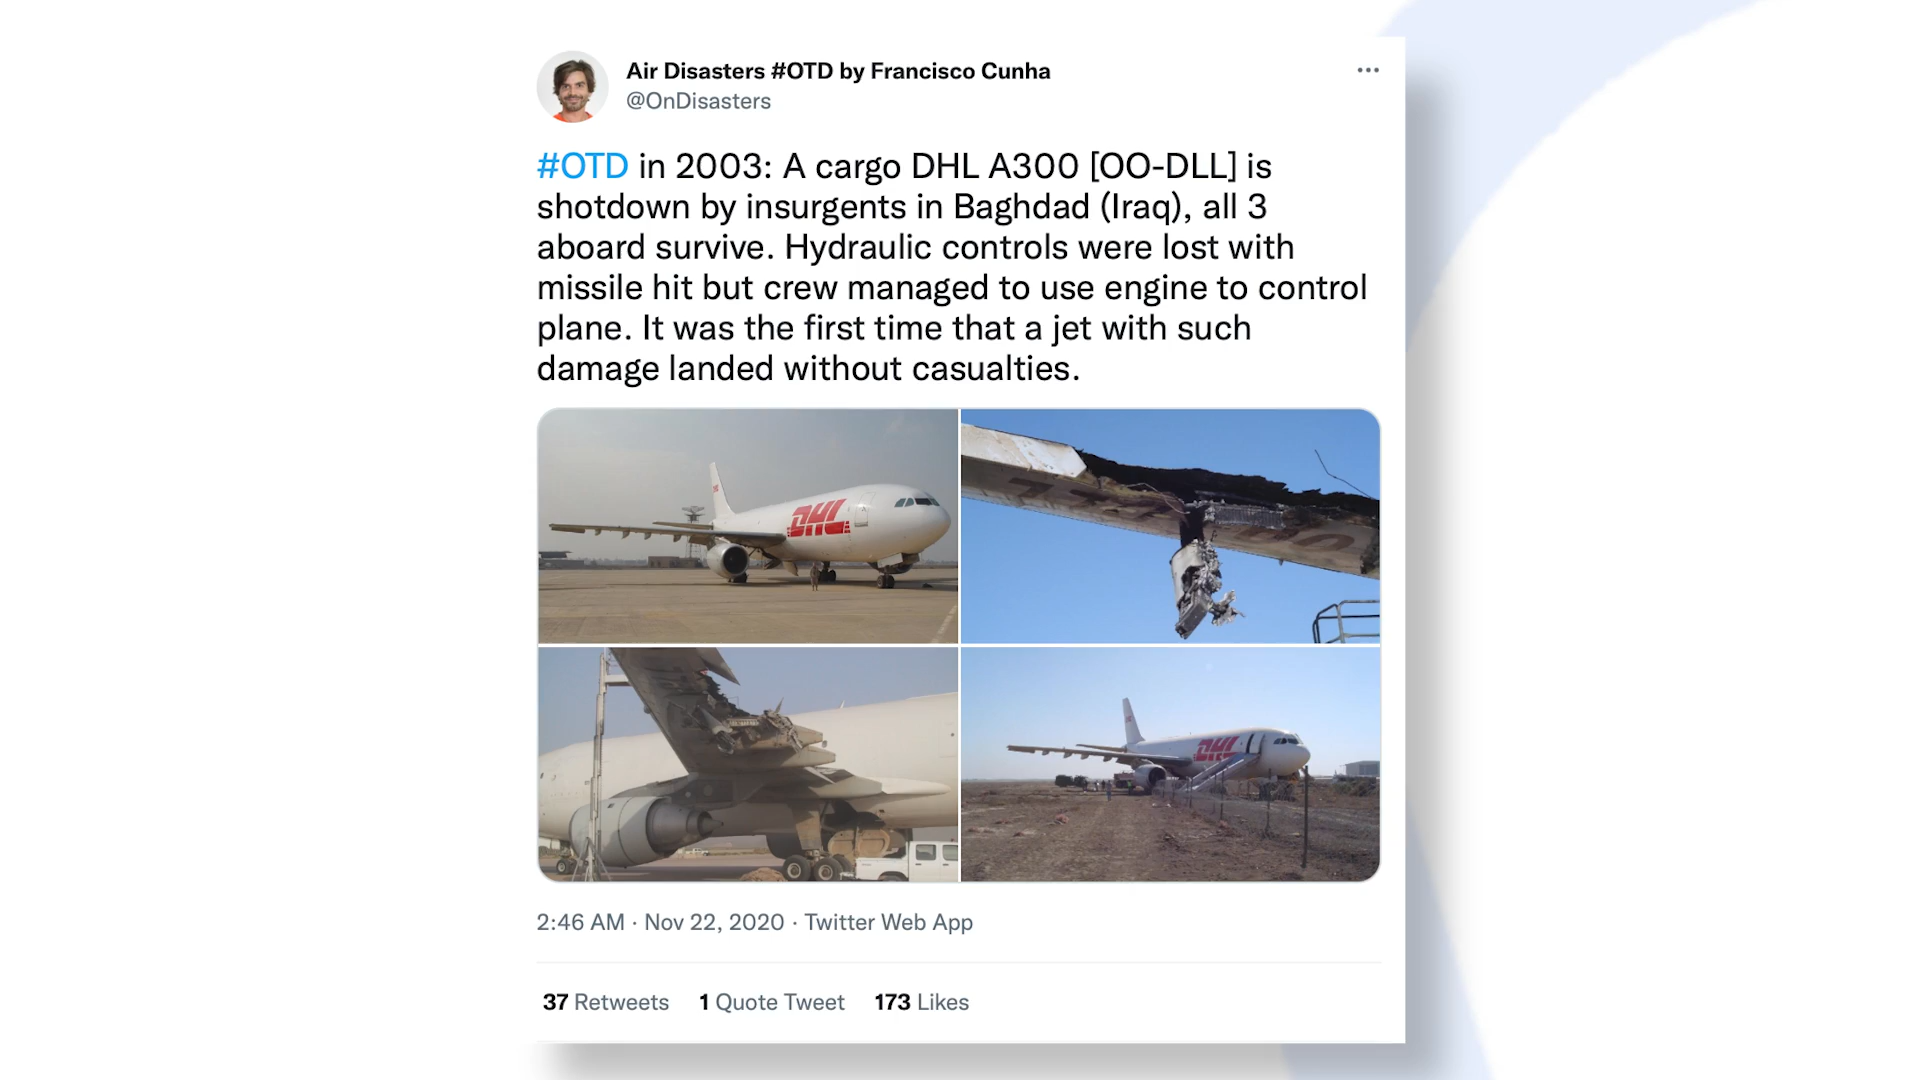 Air Disasters #OTD by Francisco Cunha
@OnDisasters
#OTD in 2003: A cargo DHL A300 [OO-DLL] is
shotdown by insurgents in Baghdad (Iraq), all 3
aboard survive. Hydraulic controls were lost with
missile hit but crew managed to use engine to control
plane. It was the first time that a jet with such
damage landed without casualties.
DHL
DHL
2:46 AM · Nov 22, 2020 · Twitter Web App
37 Retweets 1 Quote Tweet 173 Likes